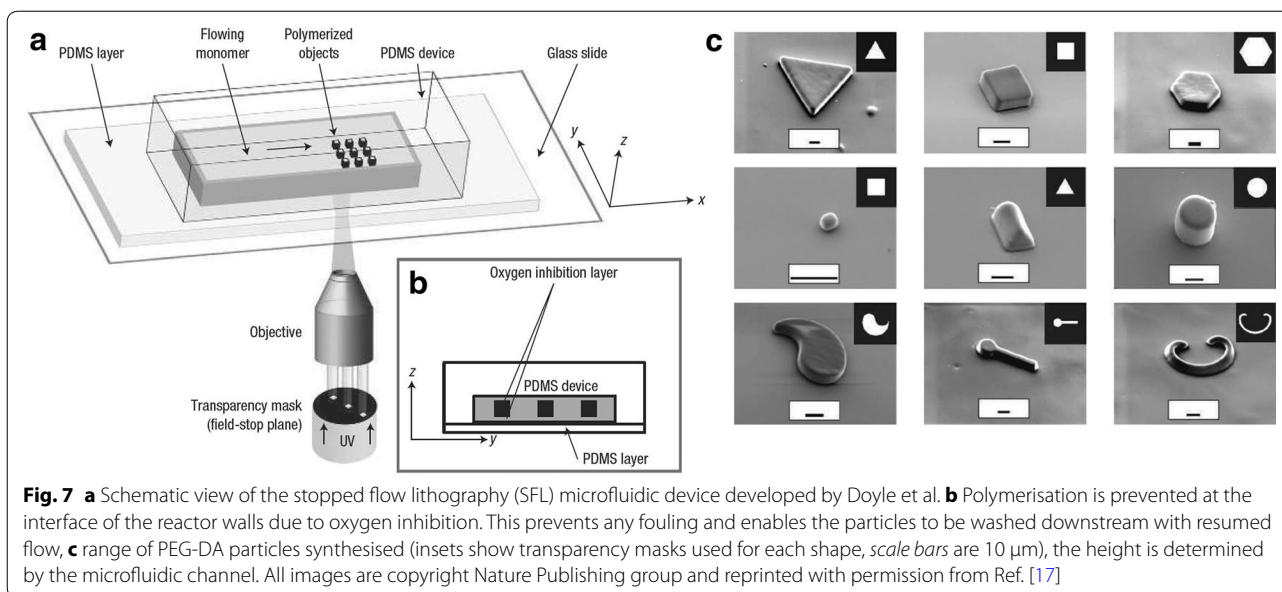 a
PDMS layer
Flowing
monomer
Polymerized
objects
PDMS device
Glass slide
y
z
x
Objective
Transparency mask
(field-stop plane)
UV
b
Oxygen inhibition layer
z
PDMS device
y
PDMS layer
c
Fig. 7 a Schematic view of the stopped flow lithography (SFL) microfluidic device developed by Doyle et al. b Polymerisation is prevented at the
interface of the reactor walls due to oxygen inhibition. This prevents any fouling and enables the particles to be washed downstream with resumed
flow, c range of PEG-DA particles synthesised (insets show transparency masks used for each shape, scale bars are 10 μm), the height is determined
by the microfluidic channel. All images are copyright Nature Publishing group and reprinted with permission from Ref. [17]